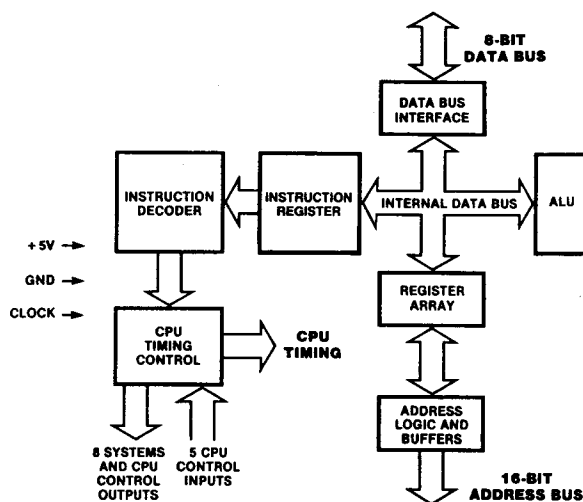 8-BIT
DATA BUS
DATA BUS
INTERFACE
INSTRUCTION
DECODER
INSTRUCTION
REGISTER
INTERNAL DATA BUS
ALU
+5V
GND
CLOCK
REGISTER
ARRAY
CPU
TIMING
CONTROL
CPU
TIMING
ADDRESS
LOGIC AND
BUFFERS
8 SYSTEMS
AND CPU
CONTROL
OUTPUTS
5 CPU
CONTROL
INPUTS
16-BIT
ADDRESS BUS